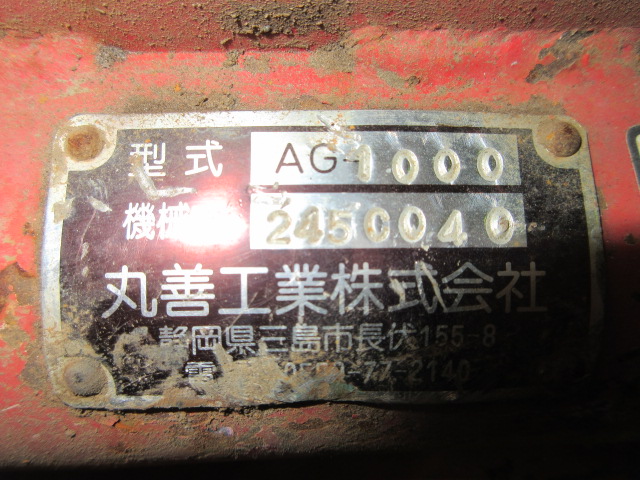 型式 AG-1000
機械 2450040
丸善工業株式会社
静岡県三島市長伏155-8
電 77-2140